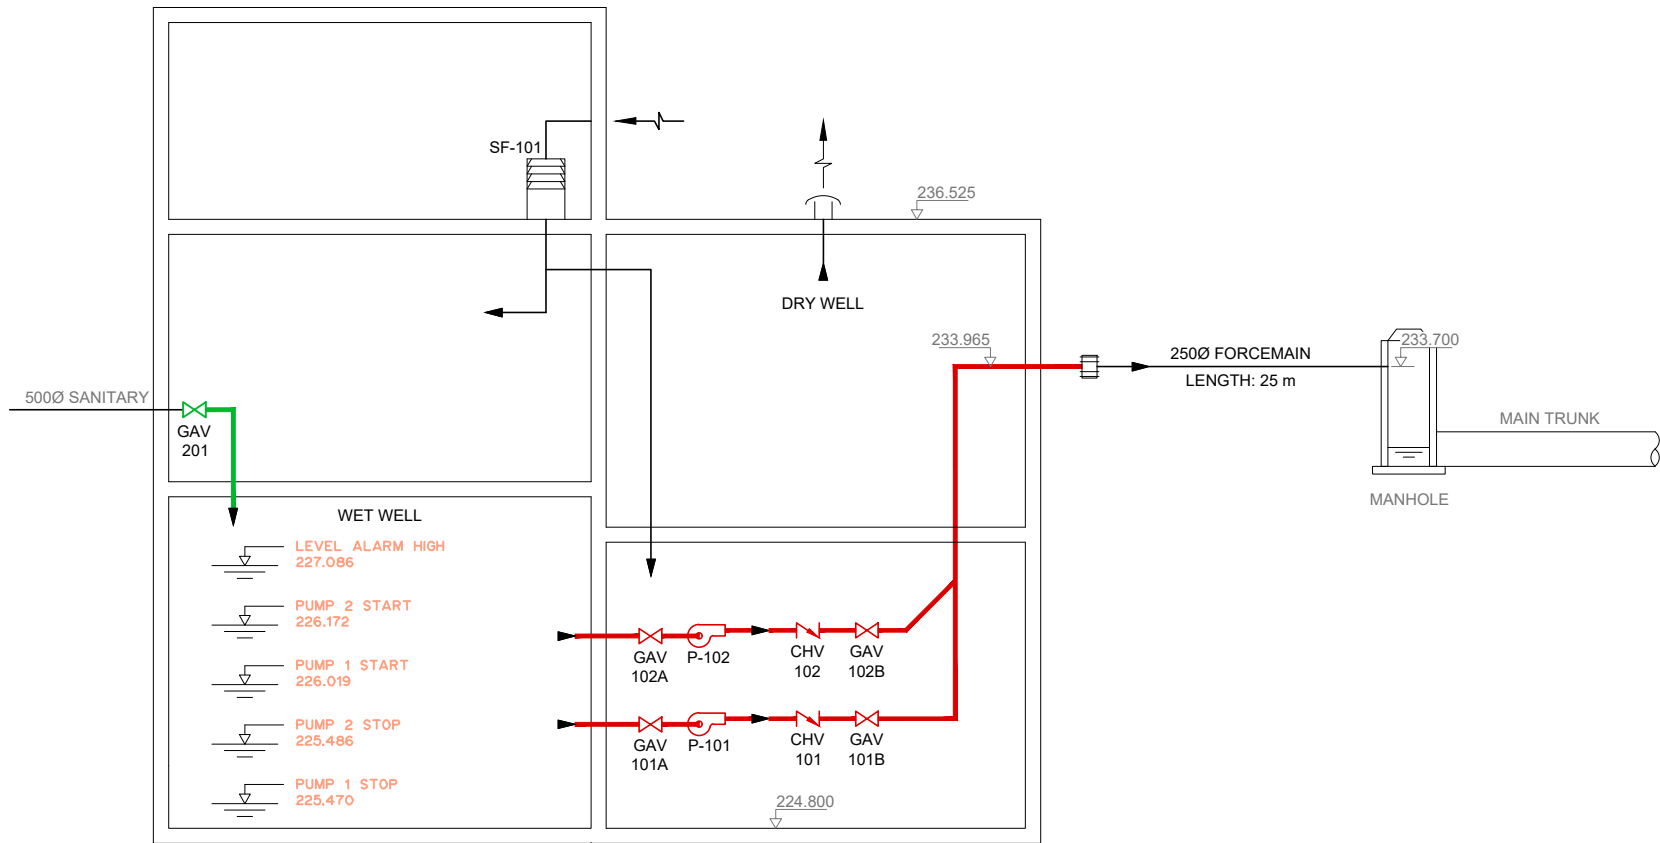 SF-101
236.525
DRY WELL
233.965
250Ø FORCEMAIN
LENGTH: 25 m
233.700
500Ø SANITARY
GAV
201
MAIN TRUNK
MANHOLE
WET WELL
LEVEL ALARM HIGH
227.086
PUMP 2 START
226.172
PUMP 1 START
226.019
PUMP 2 STOP
225.486
PUMP 1 STOP
225.470
GAV
102A
P-102
CHV
102
GAV
102B
GAV
101A
P-101
CHV
101
GAV
101B
224.800